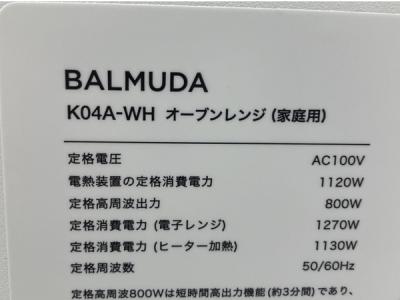 BALMUDA
K04A-WH オーブンレンジ (家庭用)
定格電圧 AC100V
電熱装置の定格消費電力 1120W
定格高周波出力 800W
定格消費電力 (電子レンジ) 1270W
定格消費電力 (ヒーター加熱) 1130W
定格周波数 50/60Hz
定格高周波800Wは短時間高出力機能 (約3分間) であり、